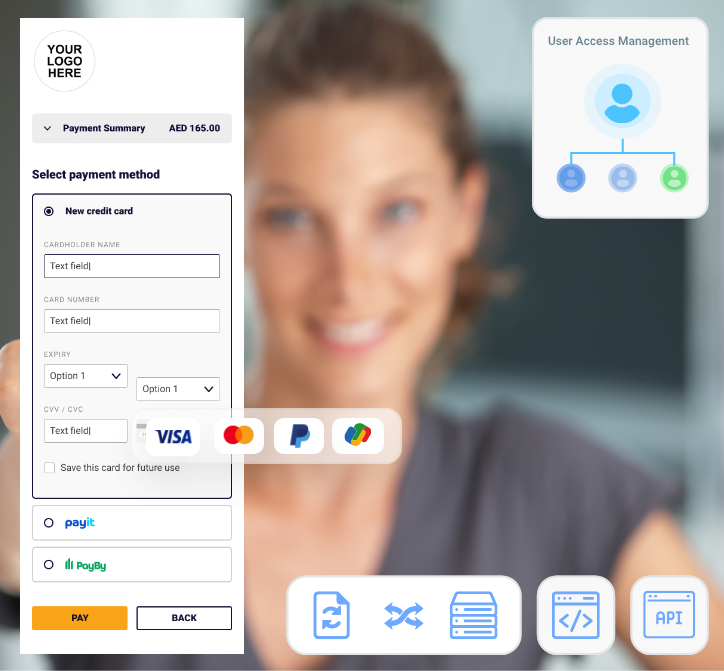 YOUR
LOGO
HERE
Payment Summary AED 165.00
Select payment method
New credit card
CARDHOLDER NAME
Text field
CARD NUMBER
Text field
EXPIRY
Option 1
Option 1
CVV / CVC
Text field
VISA
Save this card for future use
payit
PayBy
PAY BACK
User Access Management
</>
API